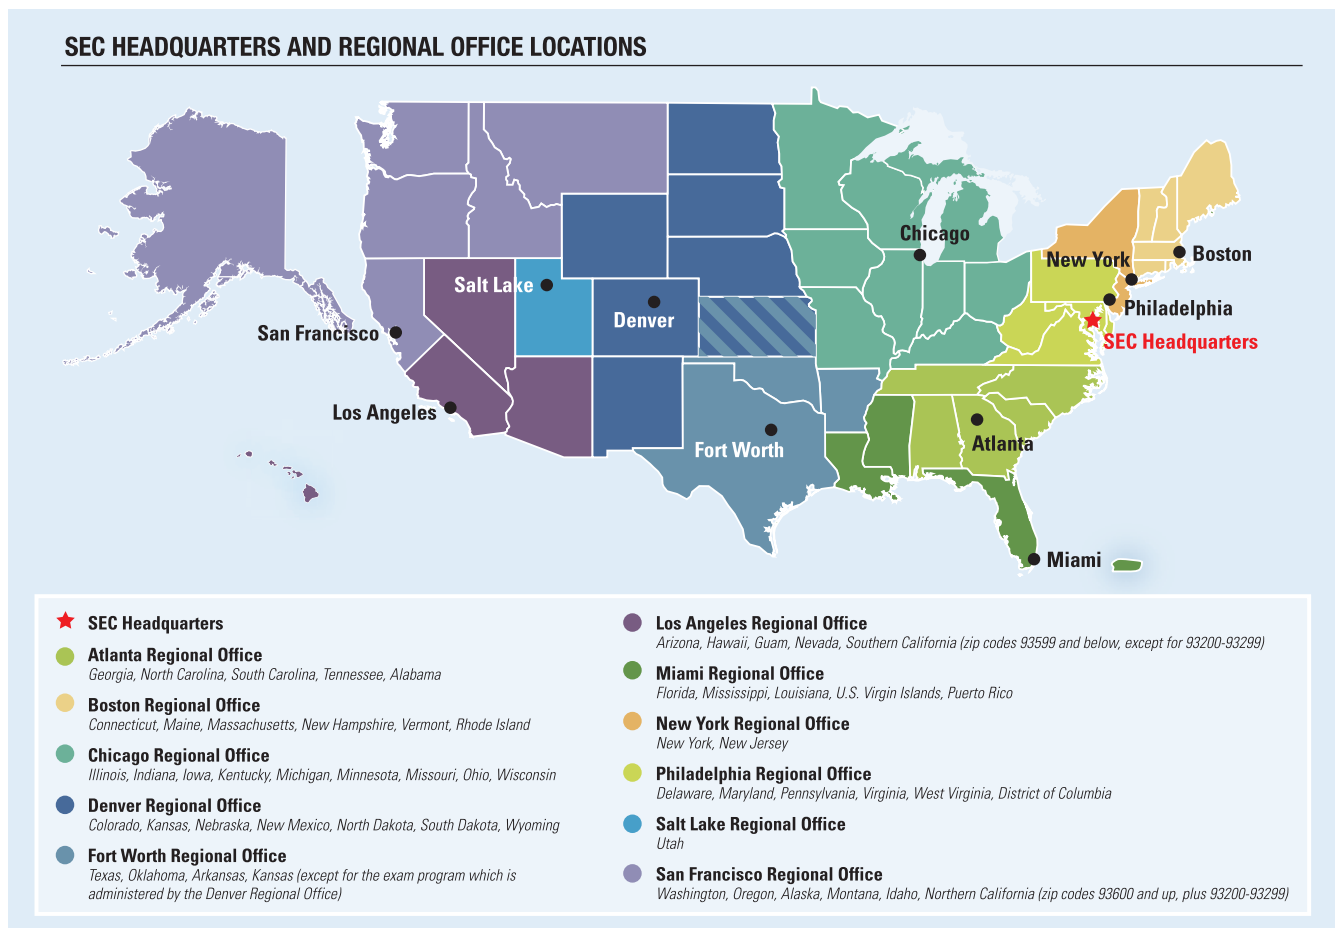 SEC HEADQUARTERS AND REGIONAL OFFICE LOCATIONS
Chicago
Boston
New York
Salt Lake
Philadelphia
Denver
San Francisco
SEC Headquarters
Los Angeles
Atlanta
Fort Worth
Miami
SEC Headquarters
Atlanta Regional Office
Georgia, North Carolina, South Carolina, Tennessee, Alabama
Boston Regional Office
Connecticut, Maine, Massachusetts, New Hampshire, Vermont, Rhode Island
Chicago Regional Office
Illinois, Indiana, Iowa, Kentucky, Michigan, Minnesota, Missouri, Ohio, Wisconsin
Denver Regional Office
Colorado, Kansas, Nebraska, New Mexico, North Dakota, South Dakota, Wyoming
Fort Worth Regional Office
Texas, Oklahoma, Arkansas, Kansas (except for the exam program which is
administered by the Denver Regional Office)
Los Angeles Regional Office
Arizona, Hawaii, Guam, Nevada, Southern California (zip codes 93599 and below, except for 93200-93299)
Miami Regional Office
Florida, Mississippi, Louisiana, U.S. Virgin Islands, Puerto Rico
New York Regional Office
New York, New Jersey
Philadelphia Regional Office
Delaware, Maryland, Pennsylvania, Virginia, West Virginia, District of Columbia
Salt Lake Regional Office
Utah
San Francisco Regional Office
Washington, Oregon, Alaska, Montana, Idaho, Northern California (zip codes 93600 and up, plus 93200-93299)